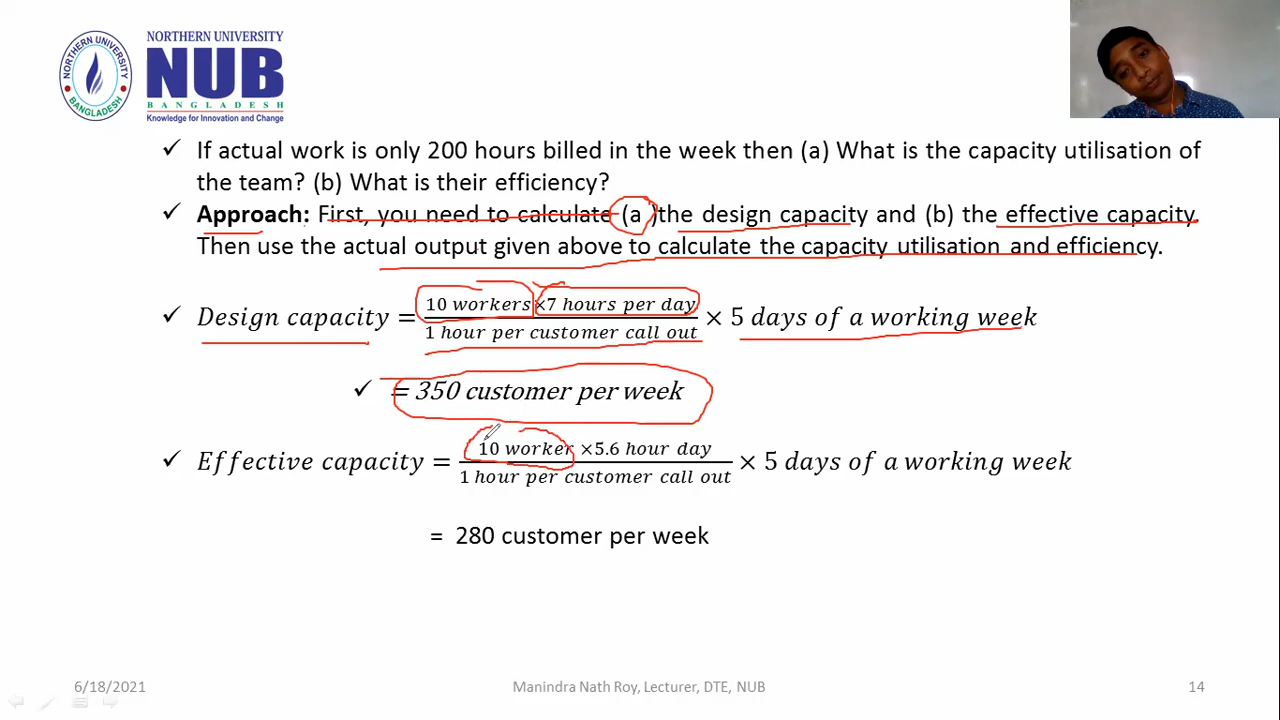 NORTHERN UNIVERSITY
NUB
BANGLADESH
Knowledge for Innovation and Change
NORTHERN UNIVERSITY
BANGLADESH
✓ If actual work is only 200 hours billed in the week then (a) What is the capacity utilisation of
the team? (b) What is their efficiency?
✓ Approach: First, you need to calculate (a )the design capacity and (b) the effective capacity.
Then use the actual output given above to calculate the capacity utilisation and efficiency.
✓ Design capacity = 10 workers ×7 hours per day / 1 hour per customer call out × 5 days of a working week
✓ = 350 customer per week
✓ Effective capacity = 10 worker ×5.6 hour day / 1 hour per customer call out × 5 days of a working week
= 280 customer per week
6/18/2021
Manindra Nath Roy, Lecturer, DTE, NUB
14